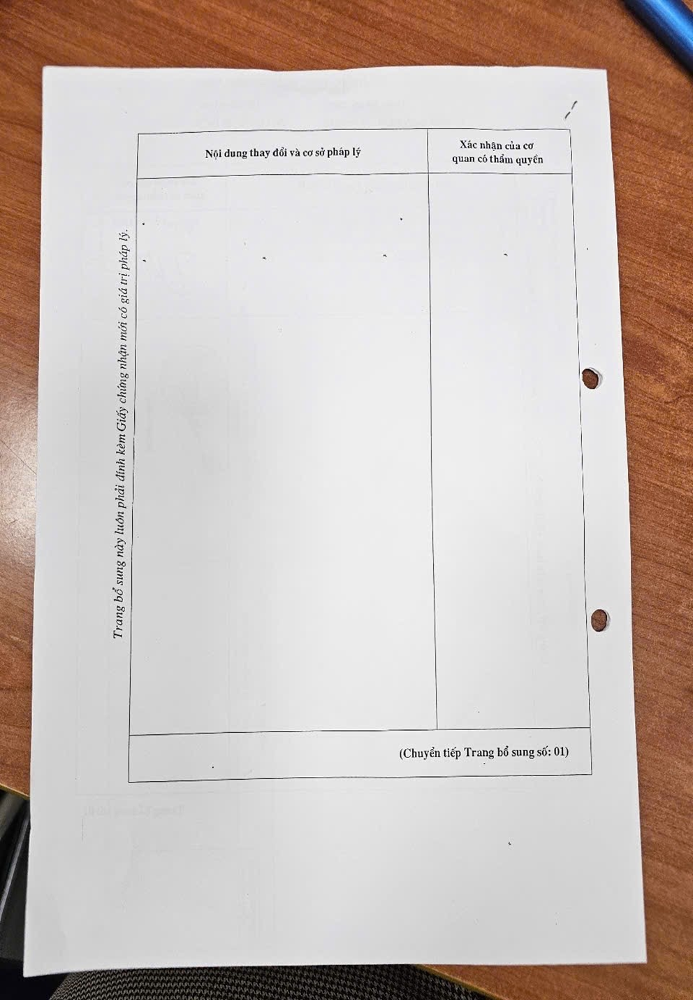 Nội dung thay đổi và cơ sở pháp lý
Xác nhận của cơ
quan có thẩm quyền
Trang bổ sung này luôn phải đính kèm Giấy chứng nhận mới có giá trị pháp lý.
(Chuyển tiếp Trang bổ sung số: 01)